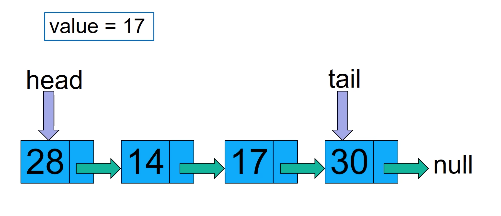 value = 17
head tail
28 14 17 30 null